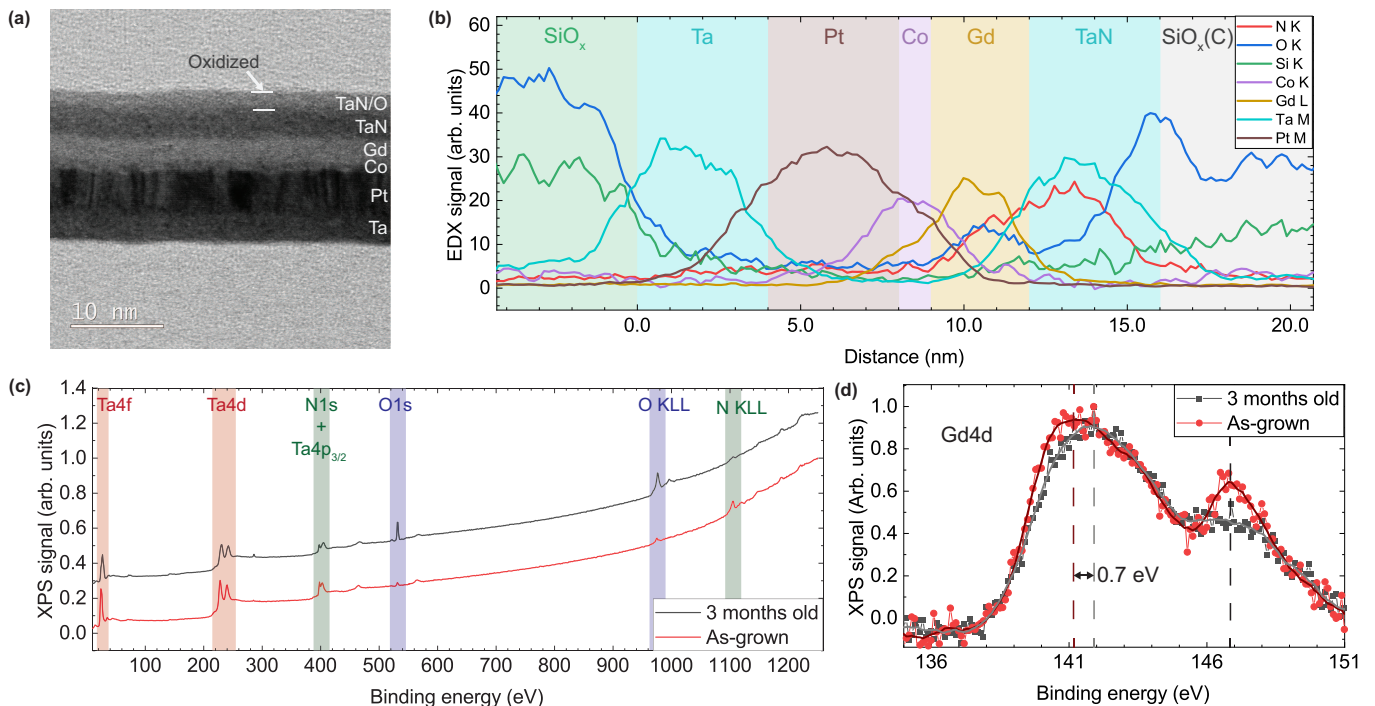 (a)
Oxidized
TaN/O
TaN
Gd
Co
Pt
Ta
10 nm
(b)
EDX signal (arb. units)
60
50
40
30
20
10
0
SiOₓ
Ta
Pt
Co
Gd
TaN
SiOₓ(C)
N K
O K
Si K
Co K
Gd L
Ta M
Pt M
0.0 5.0 10.0 15.0 20.0
Distance (nm)
(c)
XPS signal (arb. units)
1.4
1.2
1.0
0.8
0.6
0.4
0.2
0.0
Ta4f
Ta4d
N1s
+
Ta4p3/2
O1s
O KLL
N KLL
3 months old
As-grown
100 200 300 400 500 600 700 800 900 1000 1100 1200
Binding energy (eV)
(d)
XPS signal (Arb. units)
1.0
0.8
0.6
0.4
0.2
0.0
Gd4d
3 months old
As-grown
0.7 eV
136 141 146 151
Binding energy (eV)